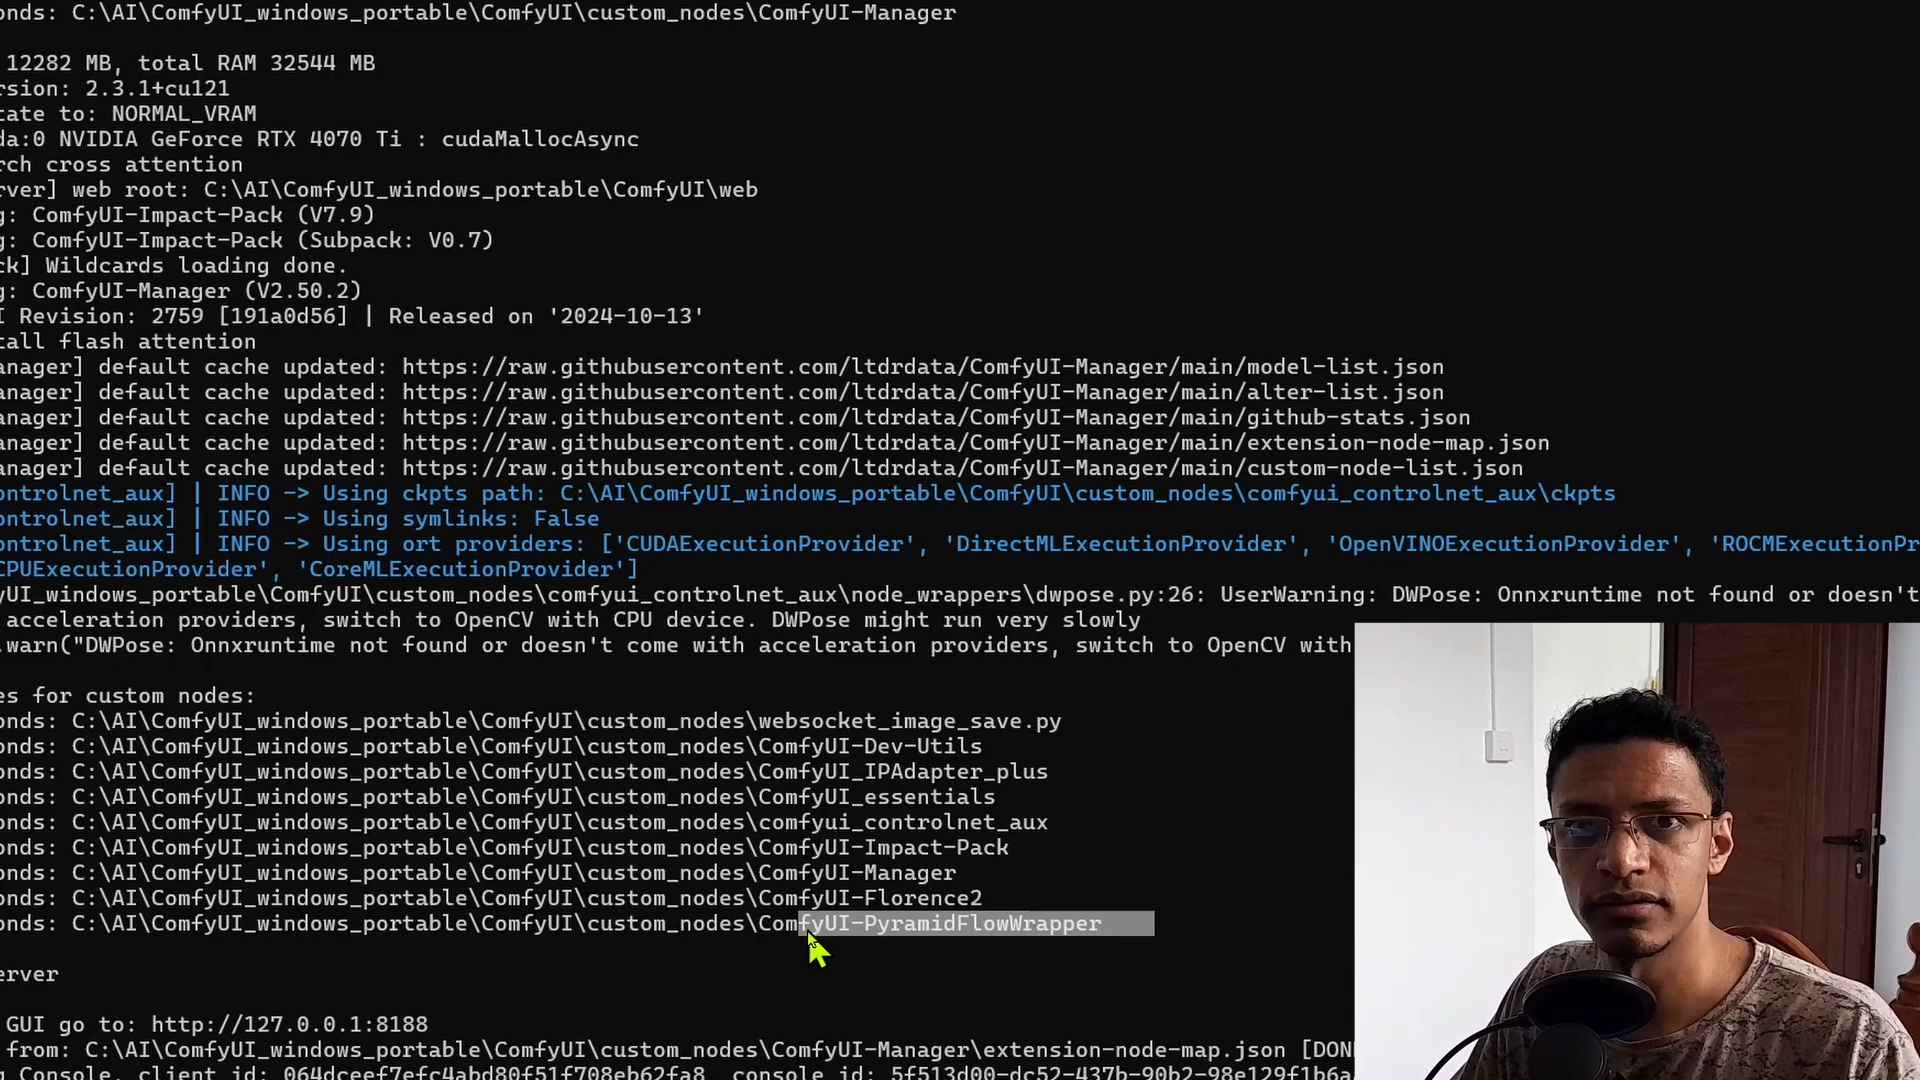 onds: C:\AI\ComfyUI_windows_portable\ComfyUI\custom_nodes\ComfyUI-Manager
12282 MB, total RAM 32544 MB
rsion: 2.3.1+cu121
tate to: NORMAL_VRAM
da:0 NVIDIA GeForce RTX 4070 Ti : cudaMallocAsync
rch cross attention
rver] web root: C:\AI\ComfyUI_windows_portable\ComfyUI\web
g: ComfyUI-Impact-Pack (V7.9)
g: ComfyUI-Impact-Pack (Subpack: V0.7)
ck] Wildcards loading done.
g: ComfyUI-Manager (V2.50.2)
I Revision: 2759 [191a0d56] | Released on '2024-10-13'
tall flash attention
anager] default cache updated: https://raw.githubusercontent.com/ltdrdata/ComfyUI-Manager/main/model-list.json
anager] default cache updated: https://raw.githubusercontent.com/ltdrdata/ComfyUI-Manager/main/alter-list.json
anager] default cache updated: https://raw.githubusercontent.com/ltdrdata/ComfyUI-Manager/main/github-stats.json
anager] default cache updated: https://raw.githubusercontent.com/ltdrdata/ComfyUI-Manager/main/extension-node-map.json
anager] default cache updated: https://raw.githubusercontent.com/ltdrdata/ComfyUI-Manager/main/custom-node-list.json
ontrolnet_aux] | INFO -> Using ckpts path: C:\AI\ComfyUI_windows_portable\ComfyUI\custom_nodes\comfyui_controlnet_aux\ckpts
ontrolnet_aux] | INFO -> Using symlinks: False
ontrolnet_aux] | INFO -> Using ort providers: ['CUDAExecutionProvider', 'DirectMLExecutionProvider', 'OpenVINOExecutionProvider', 'ROCMExecutionPr
CPUExecutionProvider', 'CoreMLExecutionProvider']
yUI_windows_portable\ComfyUI\custom_nodes\comfyui_controlnet_aux\node_wrappers\dwpose.py:26: UserWarning: DWPose: Onnxruntime not found or doesn't
acceleration providers, switch to OpenCV with CPU device. DWPose might run very slowly
.warn("DWPose: Onnxruntime not found or doesn't come with acceleration providers, switch to OpenCV with
es for custom nodes:
onds: C:\AI\ComfyUI_windows_portable\ComfyUI\custom_nodes\websocket_image_save.py
onds: C:\AI\ComfyUI_windows_portable\ComfyUI\custom_nodes\ComfyUI-Dev-Utils
onds: C:\AI\ComfyUI_windows_portable\ComfyUI\custom_nodes\ComfyUI_IPAdapter_plus
onds: C:\AI\ComfyUI_windows_portable\ComfyUI\custom_nodes\ComfyUI_essentials
onds: C:\AI\ComfyUI_windows_portable\ComfyUI\custom_nodes\comfyui_controlnet_aux
onds: C:\AI\ComfyUI_windows_portable\ComfyUI\custom_nodes\ComfyUI-Impact-Pack
onds: C:\AI\ComfyUI_windows_portable\ComfyUI\custom_nodes\ComfyUI-Manager
onds: C:\AI\ComfyUI_windows_portable\ComfyUI\custom_nodes\ComfyUI-Florence2
onds: C:\AI\ComfyUI_windows_portable\ComfyUI\custom_nodes\ComfyUI-PyramidFlowWrapper
erver
GUI go to: http://127.0.0.1:8188
from: C:\AI\ComfyUI_windows_portable\ComfyUI\custom_nodes\ComfyUI-Manager\extension-node-map.json [DON
g Console, client id: 064dceef7efc4abd80f51f708eb62fa8, console id: 5f513d00-dc52-437b-90b2-98e129f1b6a